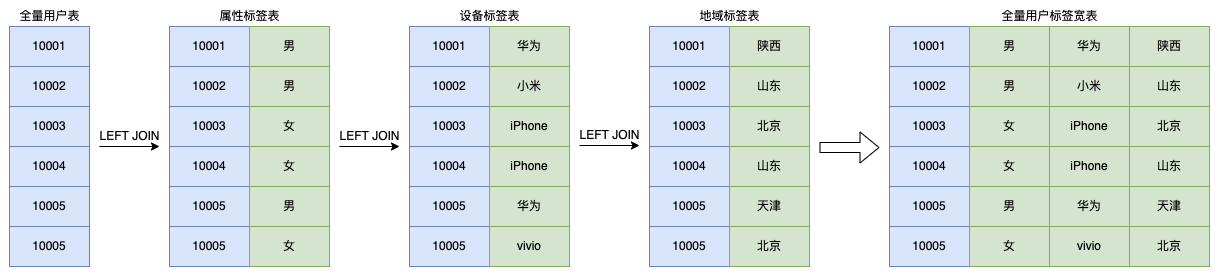 全量用户表 属性标签表 设备标签表 地域标签表 全量用户标签宽表
10001 10001 男 10001 华为 10001 陕西 10001 男 华为 陕西
10002 10002 男 10002 小米 10002 山东 10002 男 小米 山东
10003 10003 女 10003 iPhone 10003 北京 10003 女 iPhone 北京
LEFT JOIN LEFT JOIN LEFT JOIN
10004 10004 女 10004 iPhone 10004 山东 10004 女 iPhone 山东
10005 10005 男 10005 华为 10005 天津 10005 男 华为 天津
10005 10005 女 10005 vivio 10005 北京 10005 女 vivio 北京